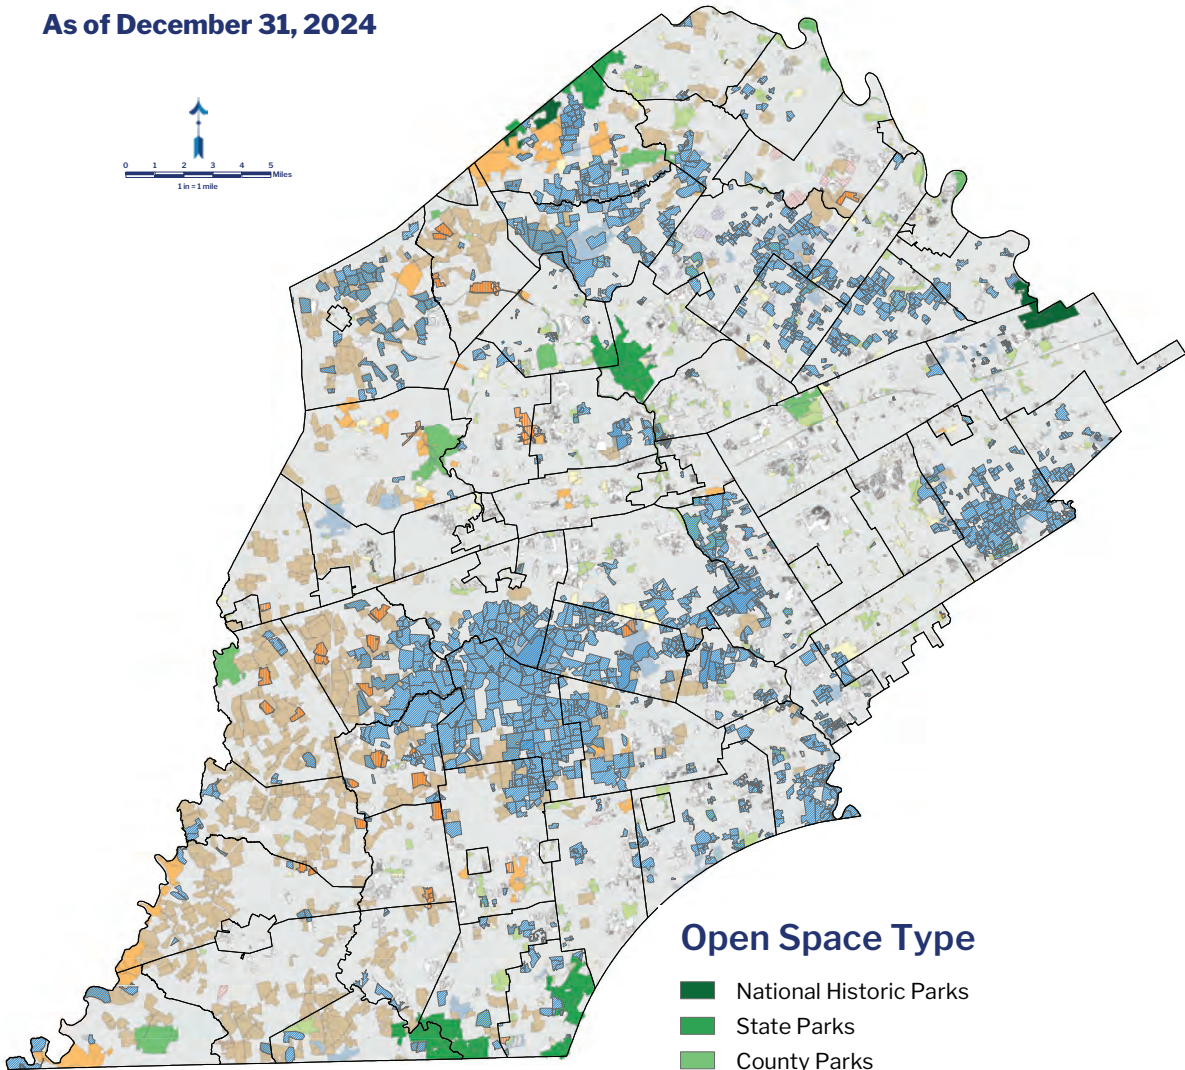 As of December 31, 2024
0 1 2 3 4 5
Miles
1 in = 1 mile
Open Space Type
National Historic Parks
State Parks
County Parks